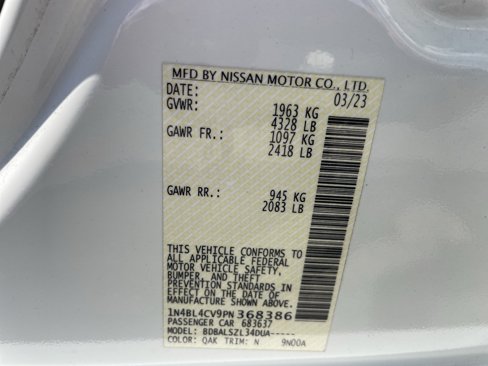 MFD BY NISSAN MOTOR CO., LTD.
DATE: 03/23
GVWR: 1963 KG
4328 LB
GAWR FR.: 1097 KG
2418 LB
GAWR RR.: 945 KG
2083 LB
THIS VEHICLE CONFORMS TO
ALL APPLICABLE FEDERAL
MOTOR VEHICLE SAFETY,
BUMPER, AND THEFT
PREVENTION STANDARDS IN
EFFECT ON THE DATE OF
MANUFACTURE SHOWN ABOVE.
1N4BL4CV9PN368386
PASSENGER CAR 683637
MODEL: BDBALSZL34DUA-----
COLOR: QAK TRIM: N 9N00A